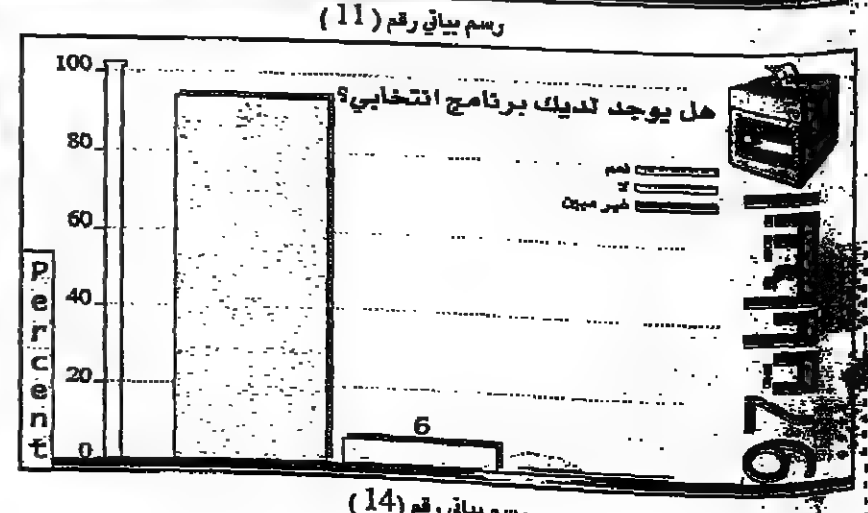 رسم بياني رقم (11)
هل يوجد لديك برنامج انتخابي؟
نعم
لا
غير مبين
100
80
60
40
20
0
Percent
6
97
رسم بياني رقم (14)